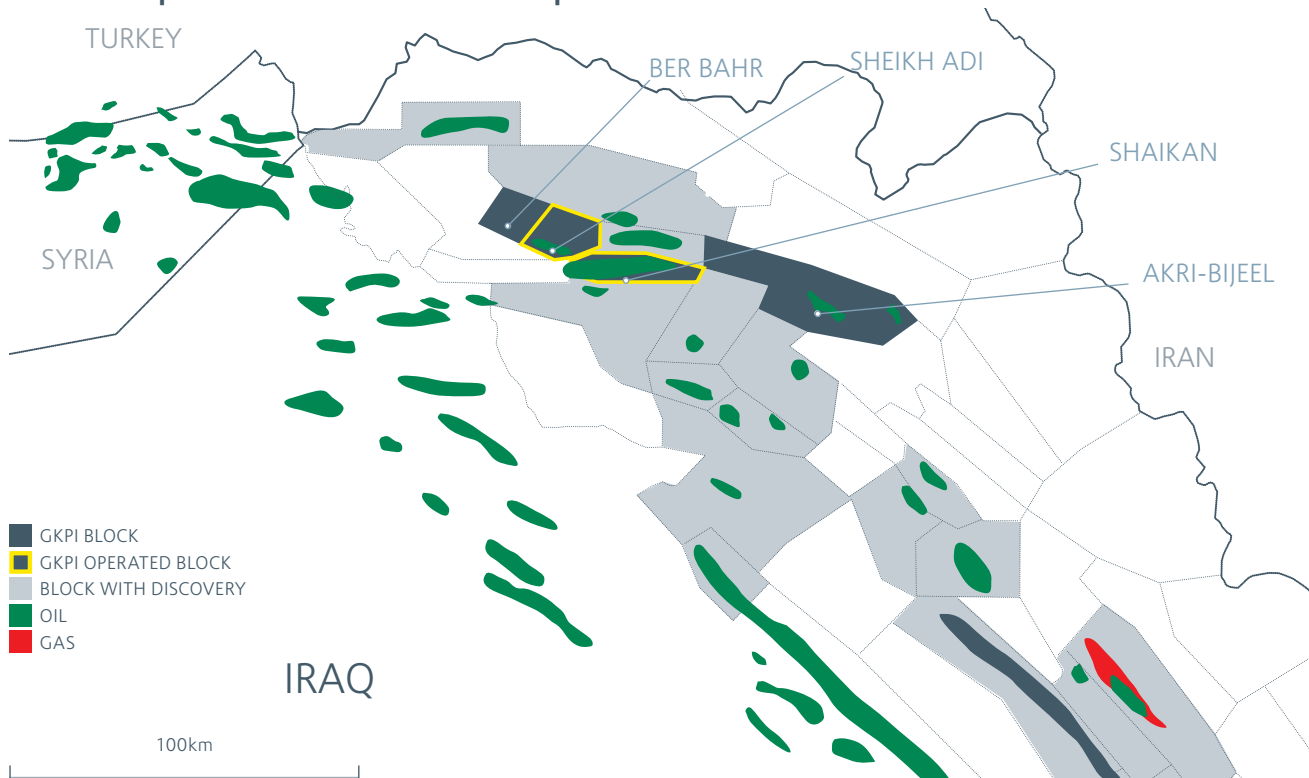 TURKEY
BER BAHR
SHEIKH ADI
SHAIKAN
SYRIA
AKRI-BIJEEL
IRAN
GKPI BLOCK
GKPI OPERATED BLOCK
BLOCK WITH DISCOVERY
OIL
GAS
IRAQ
100km